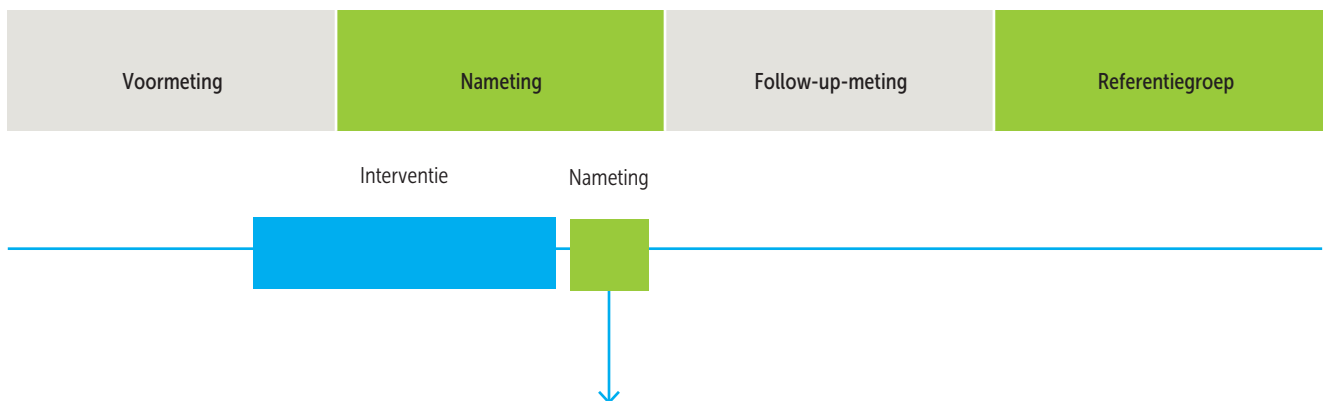 Voormeting
Nameting
Follow-up-meting
Referentiegroep
Interventie
Nameting